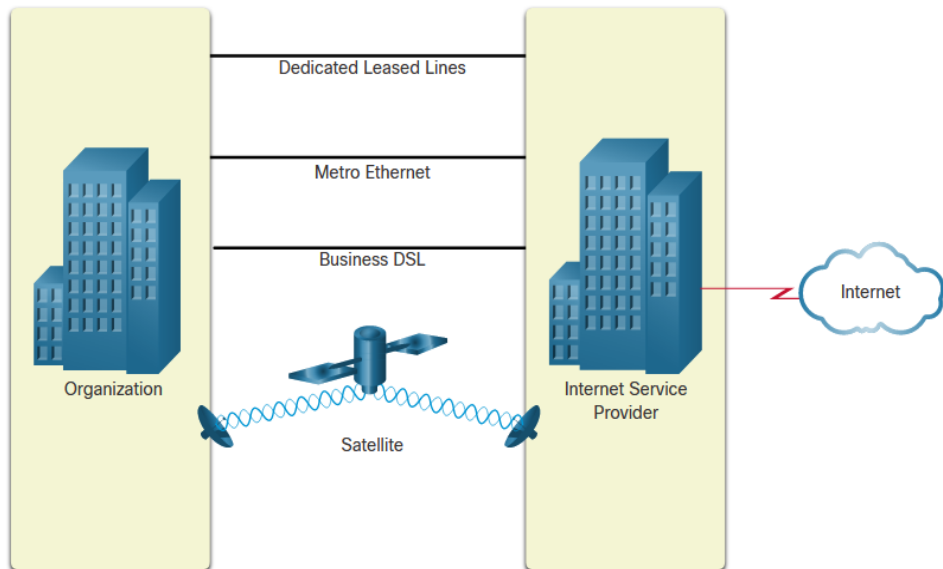 Dedicated Leased Lines
Metro Ethernet
Business DSL
Internet
Organization
Internet Service
Provider
Satellite